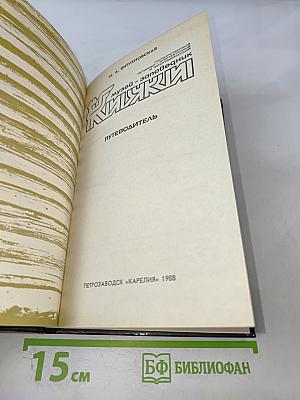 музей-заповедник
КИЖИ
ПУТЕВОДИТЕЛЬ
ПЕТРОЗАВОДСК «КАРЕЛИЯ» 1988
15 см
БФ БИБЛИОФАН